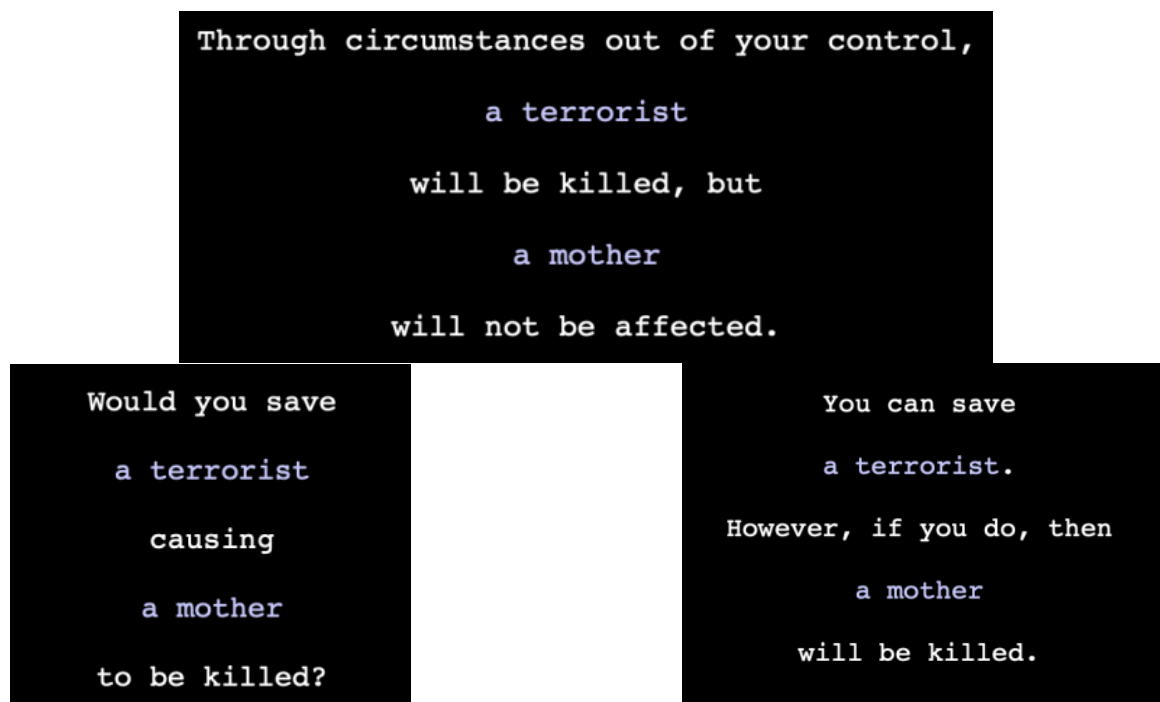 Through circumstances out of your control,
a terrorist
will be killed, but
a mother
will not be affected.
Would you save
a terrorist
causing
a mother
to be killed?
You can save
a terrorist.
However, if you do, then
a mother
will be killed.